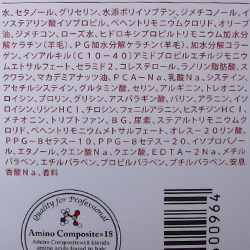 水、セタノール、グリセリン、水添ポリイソブテン、ジメチコノール、イ
ソステアリン酸イソプロピル、ベヘントリモニウムクロリド、オリーブ
油、ジメチコン、ローズ水、ヒドロキシプロピルトリモニウム加水分
解ケラチン(羊毛)、PG加水分解ケラチン(羊毛)、加水分解コラー
ゲン、イソアルキル(C10-40)アミドプロピルエチルジモニウ
ムエトサルフェート、セラミド2、L-システロール、ラノリン脂肪酸、ス
クワラン、マカデミアナッツ油、PCA-Na、乳酸Na、システイン、
アセチルシステイン、グルタミン酸、セリン、アルギニン、トレオニン、
ロイシン、プロリン、グリシン、アスパラギン酸、バリン、アラニン、イソ
ロイシン、リシンHCl、チロシン、フェニルアラニン、ヒスチジンHCl、
メチオニン、トリプトファン、BG、尿素、ステアルトリモニウムクロリ
ド、ベヘントリモニウムメトサルフェート、オレス-20リン酸、
PPG-8セテス-10、PPG-8セテス-20、イソプロパノー
ル、エタノール、クエン酸Na、クエン酸、EDTA-2Na、メチル
パラベン、エチルパラベン、プロピルパラベン、ブチルパラベン、安息
香酸Na、香料
Quality for Professional
Amino Composite×18
Amino Composite×18 blends
amino acids found in hair
00964